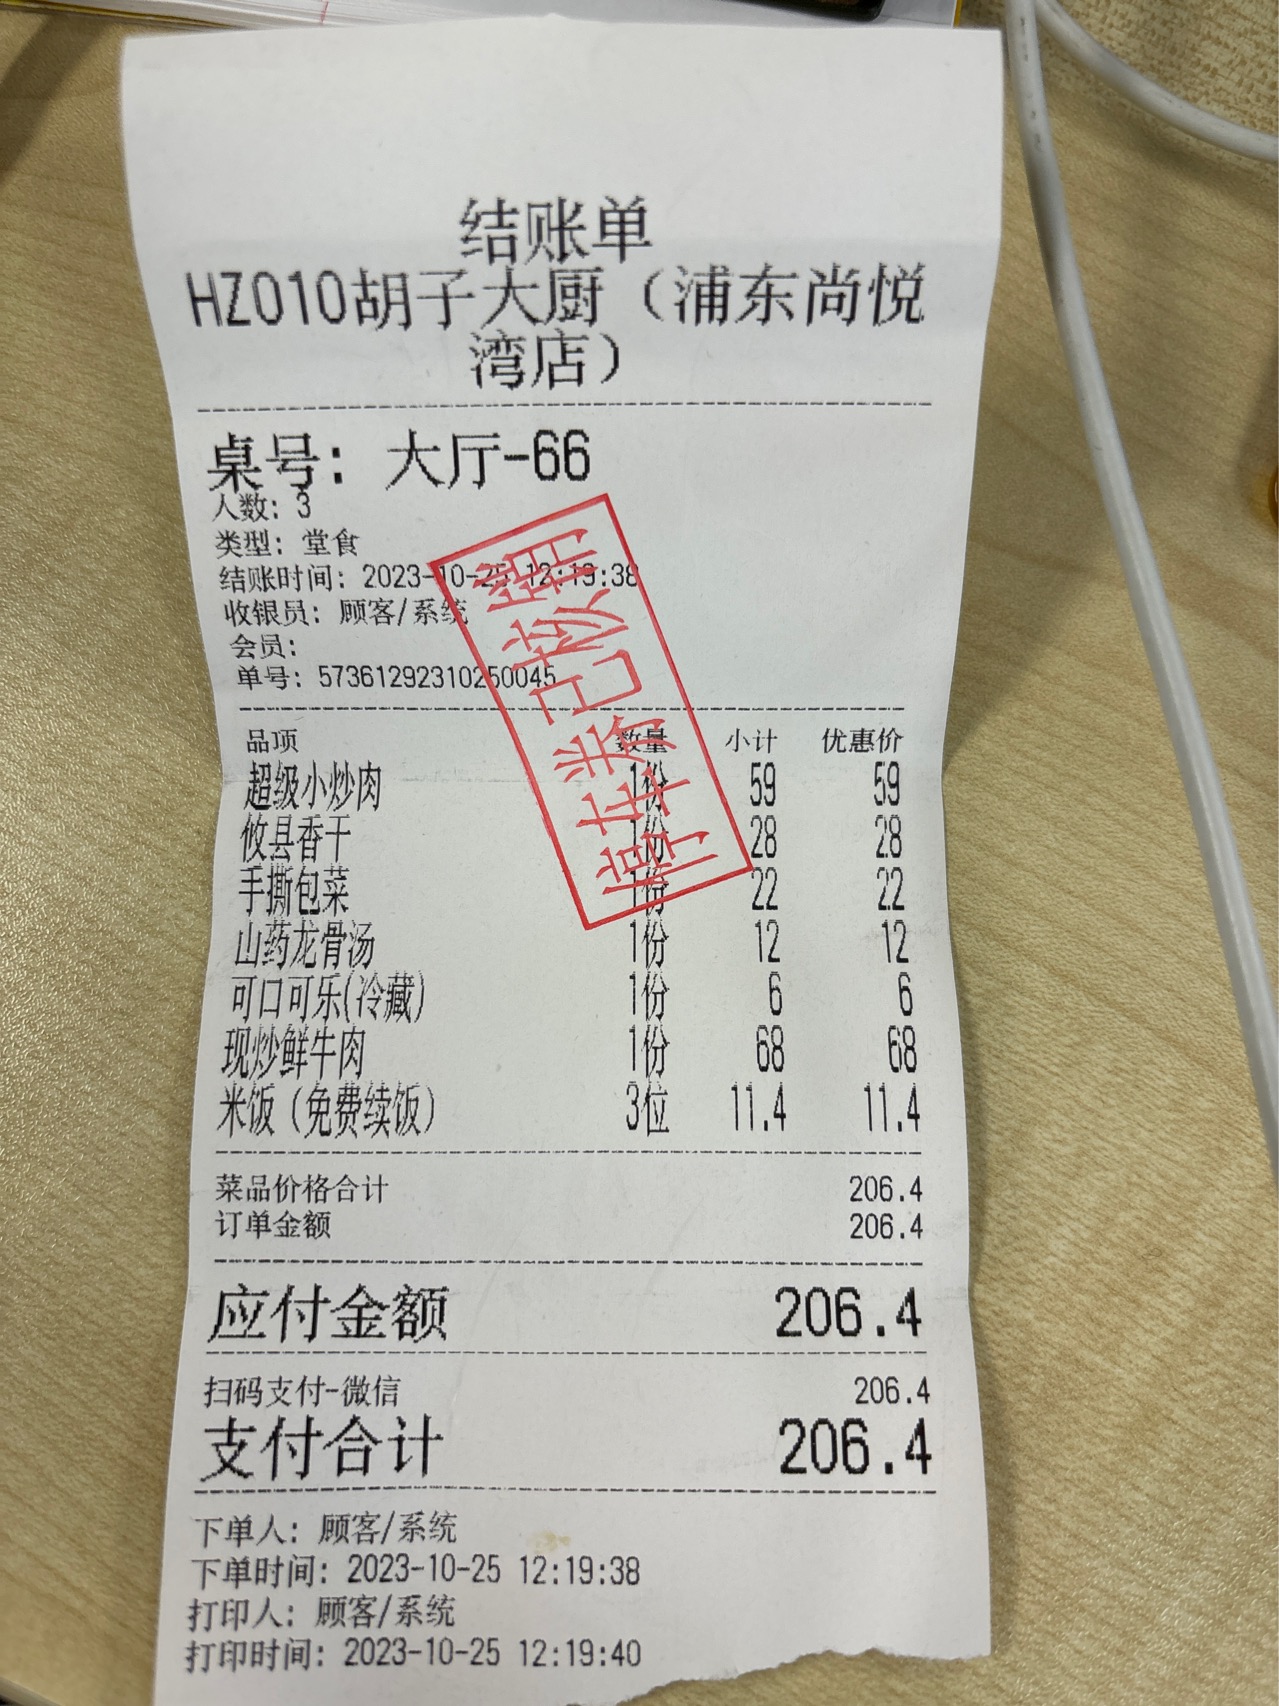 结账单
HZ010胡子大厨（浦东尚悦
湾店）
桌号：大厅-66
人数：3
类型：堂食
结账时间：2023-10-25 12:19:38
收银员：顾客/系统
会员：
单号：57361292310250045
停车券已核销
品项 数量 小计 优惠价
超级小炒肉 1份 59 59
攸县香干 1份 28 28
手撕包菜 1份 22 22
山药龙骨汤 1份 12 12
可口可乐(冷藏) 1份 6 6
现炒鲜牛肉 1份 68 68
米饭（免费续饭） 3位 11.4 11.4
菜品价格合计 206.4
订单金额 206.4
应付金额 206.4
扫码支付-微信 206.4
支付合计 206.4
下单人：顾客/系统
下单时间：2023-10-25 12:19:38
打印人：顾客/系统
打印时间：2023-10-25 12:19:40